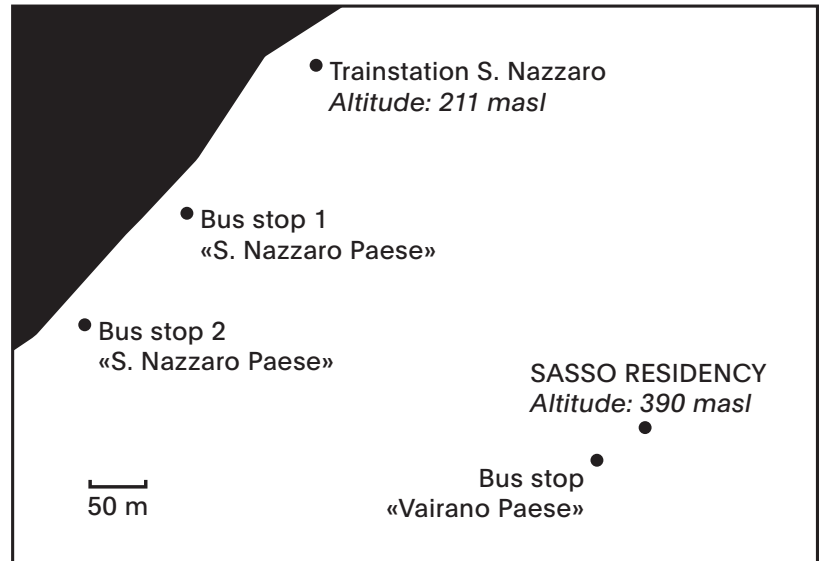 Trainstation S. Nazzaro
Altitude: 211 masl
Bus stop 1
«S. Nazzaro Paese»
Bus stop 2
«S. Nazzaro Paese»
SASSO RESIDENCY
Altitude: 390 masl
Bus stop
«Vairano Paese»
50 m